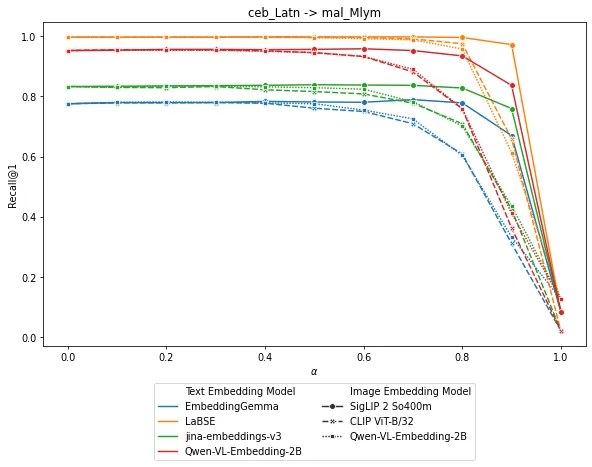 ceb_Latn -> mal_Mlym
Recall@1
1.0
0.8
0.6
0.4
0.2
0.0
0.0 0.2 0.4 0.6 0.8 1.0
α
Text Embedding Model
EmbeddingGemma
LaBSE
jina-embeddings-v3
Qwen-VL-Embedding-2B
Image Embedding Model
SigLIP 2 So400m
CLIP ViT-B/32
Qwen-VL-Embedding-2B